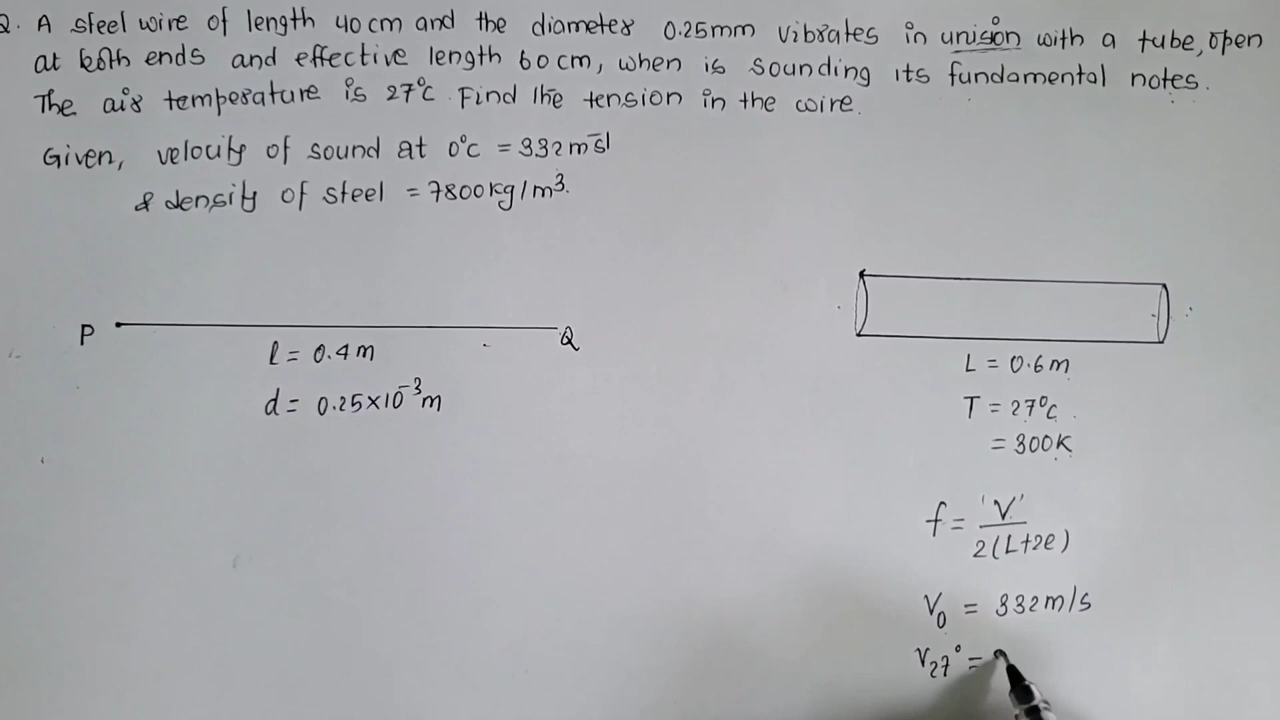 Q. A steel wire of length 40 cm and the diameter 0.25mm vibrates in unison with a tube, open
at both ends and effective length 60 cm, when is sounding its fundamental notes.
The air temperature is 27°C. Find the tension in the wire.
Given, velocity of sound at 0°C = 332 ms⁻¹
& density of steel = 7800 kg/m³.
P Q
l = 0.4 m
d = 0.25×10⁻³ m
L = 0.6 m
T = 27°C
= 300K
f = 'V' / 2(L+2e)
V₀ = 332 m/s
V₂₇° =